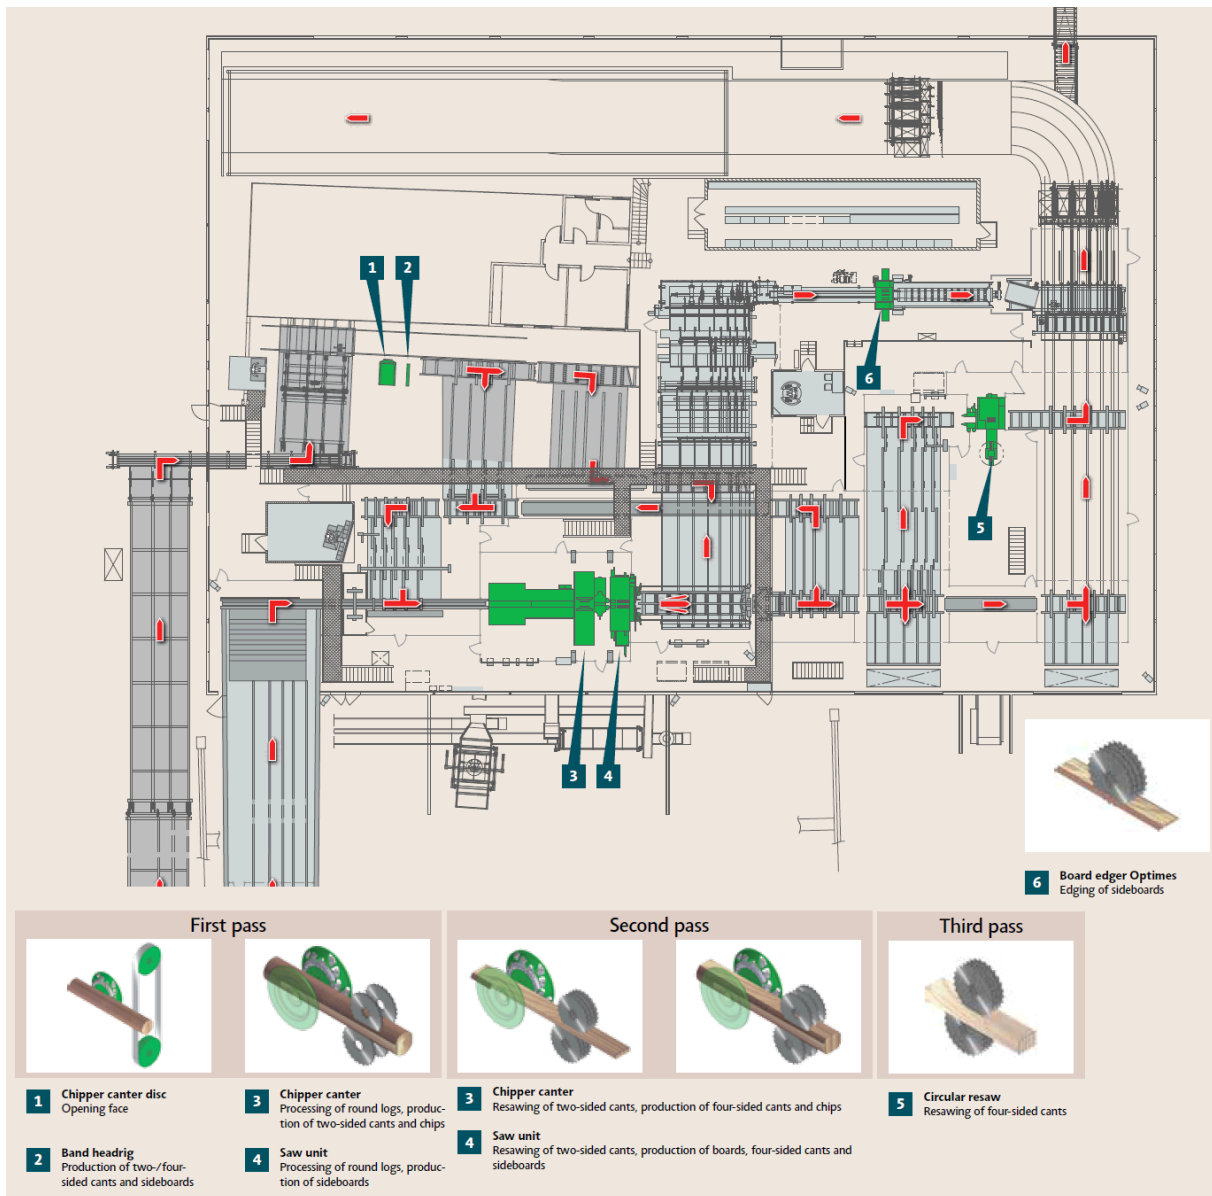 1
2
6
5
3
4
6
Board edger Optimes
Edging of sideboards
First pass
Second pass
Third pass
1
Chipper canter disc
Opening face
2
Band headrig
Production of two-/four-
sided cants and sideboards
3
Chipper canter
Processing of round logs, produc-
tion of two-sided cants and chips
4
Saw unit
Processing of round logs, produc-
tion of sideboards
3
Chipper canter
Resawing of two-sided cants, production of four-sided cants and chips
4
Saw unit
Resawing of two-sided cants, production of boards, four-sided cants and
sideboards
5
Circular resaw
Resawing of four-sided cants